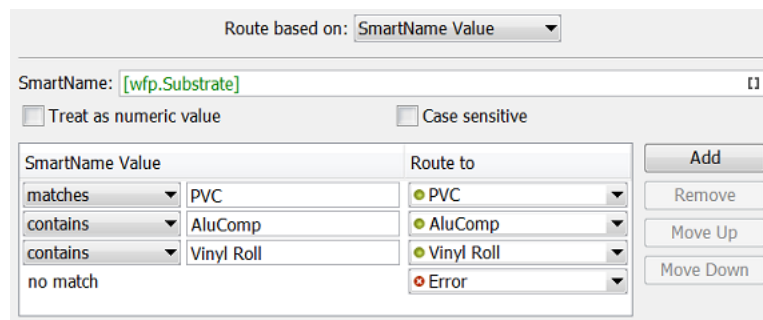 Route based on: SmartName Value
SmartName: [wfp.Substrate] []
Treat as numeric value Case sensitive
SmartName Value Route to Add
matches PVC PVC Remove
contains AluComp AluComp Move Up
contains Vinyl Roll Vinyl Roll Move Down
no match Error